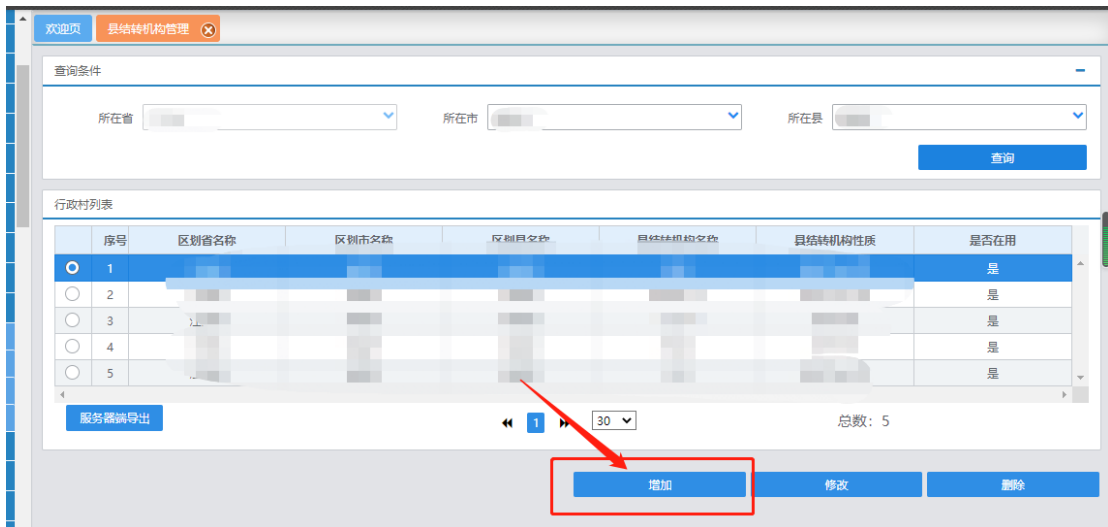 欢迎页 县结转机构管理
查询条件
所在省 所在市 所在县
查询
行政村列表
序号 区划省名称 区划市名称 区划县名称 县结转机构名称 县结转机构性质 是否在用
1 是
2 是
3 是
4 是
5 是
服务器端导出 1 30 总数: 5
增加 修改 删除